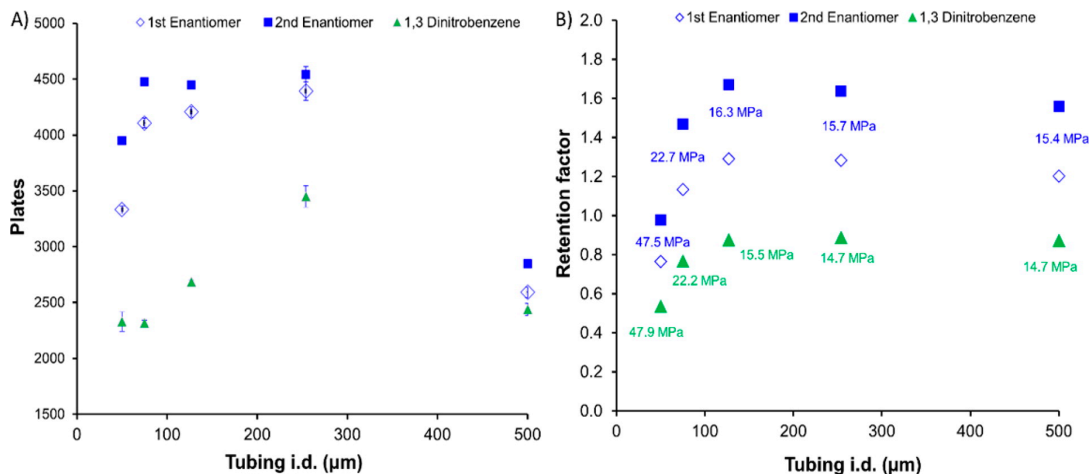 A)
1st Enantiomer 2nd Enantiomer 1,3 Dinitrobenzene
5000
4500
4000
3500
3000
2500
2000
1500
Plates
0 100 200 300 400 500
Tubing i.d. (µm)
B)
1st Enantiomer 2nd Enantiomer 1,3 Dinitrobenzene
2.0
1.8
1.6
1.4
1.2
1.0
0.8
0.6
0.4
0.2
0.0
Retention factor
16.3 MPa
15.7 MPa
15.4 MPa
22.7 MPa
47.5 MPa
15.5 MPa
14.7 MPa
14.7 MPa
22.2 MPa
47.9 MPa
0 100 200 300 400 500
Tubing i.d. (µm)